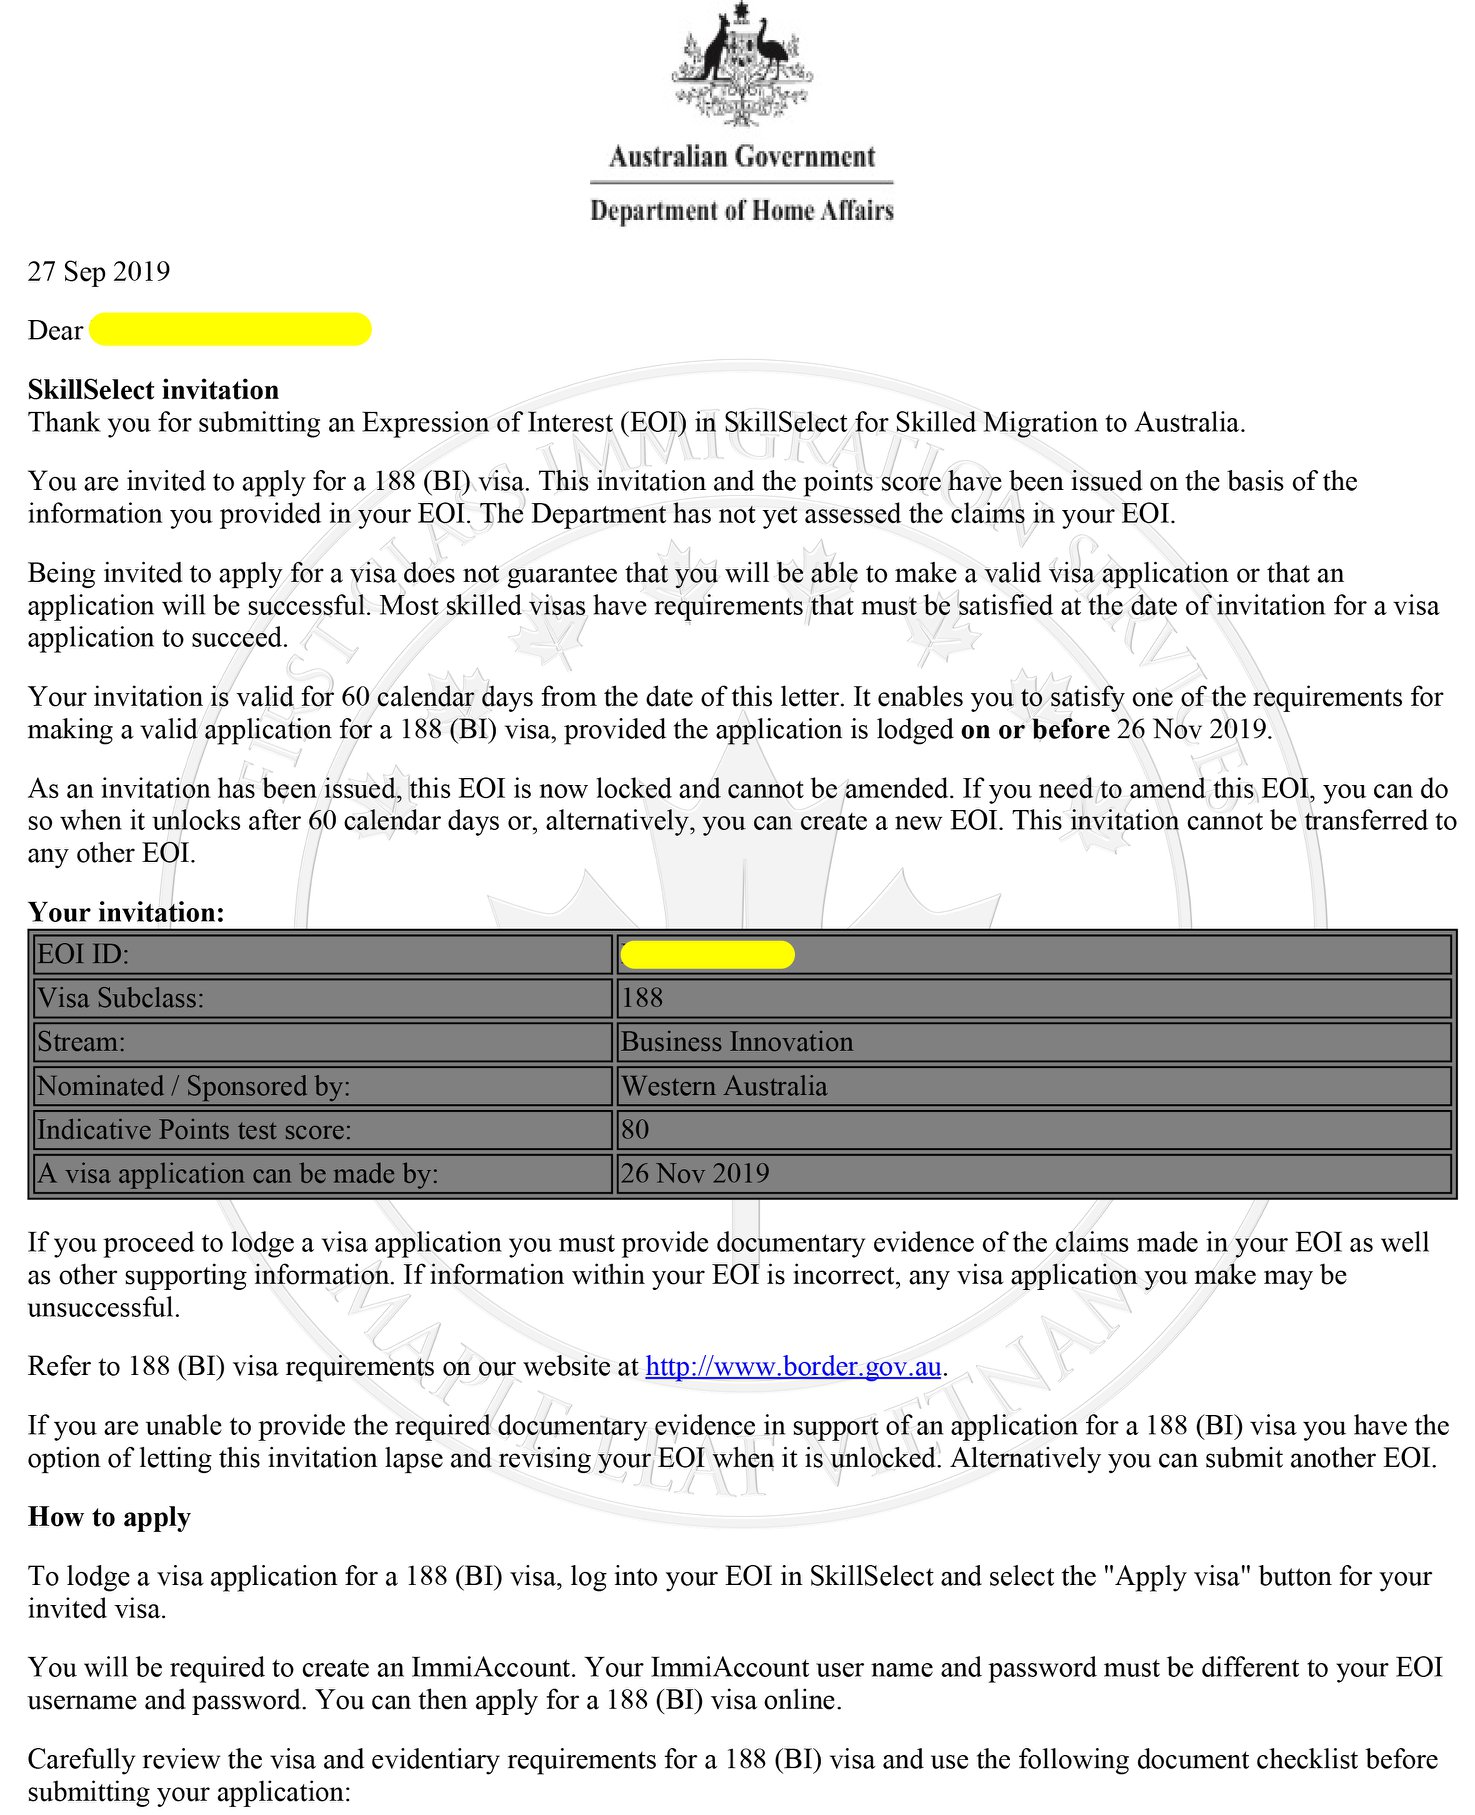 Australian Government
Department of Home Affairs
27 Sep 2019
Dear
SkillSelect invitation
Thank you for submitting an Expression of Interest (EOI) in SkillSelect for Skilled Migration to Australia.
You are invited to apply for a 188 (BI) visa. This invitation and the points score have been issued on the basis of the
information you provided in your EOI. The Department has not yet assessed the claims in your EOI.
Being invited to apply for a visa does not guarantee that you will be able to make a valid visa application or that an
application will be successful. Most skilled visas have requirements that must be satisfied at the date of invitation for a visa
application to succeed.
Your invitation is valid for 60 calendar days from the date of this letter. It enables you to satisfy one of the requirements for
making a valid application for a 188 (BI) visa, provided the application is lodged on or before 26 Nov 2019.
As an invitation has been issued, this EOI is now locked and cannot be amended. If you need to amend this EOI, you can do
so when it unlocks after 60 calendar days or, alternatively, you can create a new EOI. This invitation cannot be transferred to
any other EOI.
Your invitation:
EOI ID:
Visa Subclass: 188
Stream: Business Innovation
Nominated / Sponsored by: Western Australia
Indicative Points test score: 80
A visa application can be made by: 26 Nov 2019
If you proceed to lodge a visa application you must provide documentary evidence of the claims made in your EOI as well
as other supporting information. If information within your EOI is incorrect, any visa application you make may be
unsuccessful.
Refer to 188 (BI) visa requirements on our website at http://www.border.gov.au.
If you are unable to provide the required documentary evidence in support of an application for a 188 (BI) visa you have the
option of letting this invitation lapse and revising your EOI when it is unlocked. Alternatively you can submit another EOI.
How to apply
To lodge a visa application for a 188 (BI) visa, log into your EOI in SkillSelect and select the "Apply visa" button for your
invited visa.
You will be required to create an ImmiAccount. Your ImmiAccount user name and password must be different to your EOI
username and password. You can then apply for a 188 (BI) visa online.
Carefully review the visa and evidentiary requirements for a 188 (BI) visa and use the following document checklist before
submitting your application:
FIRST CLASS IMMIGRATION SERVICES
MAPLE LEAF VIETNAM